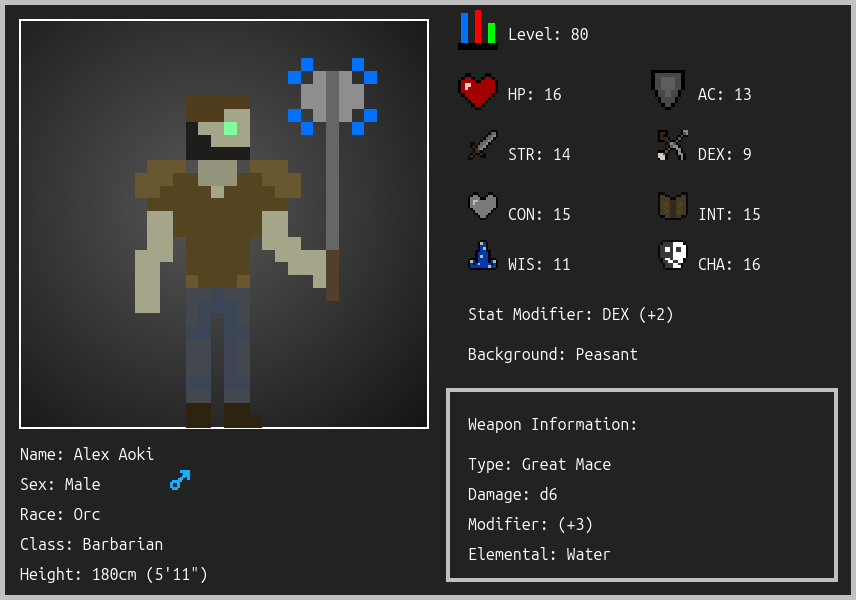 Level: 80
HP: 16
AC: 13
STR: 14
DEX: 9
CON: 15
INT: 15
WIS: 11
CHA: 16
Stat Modifier: DEX (+2)
Background: Peasant
Weapon Information:
Type: Great Mace
Damage: d6
Modifier: (+3)
Elemental: Water
Name: Alex Aoki
Sex: Male
Race: Orc
Class: Barbarian
Height: 180cm (5'11")